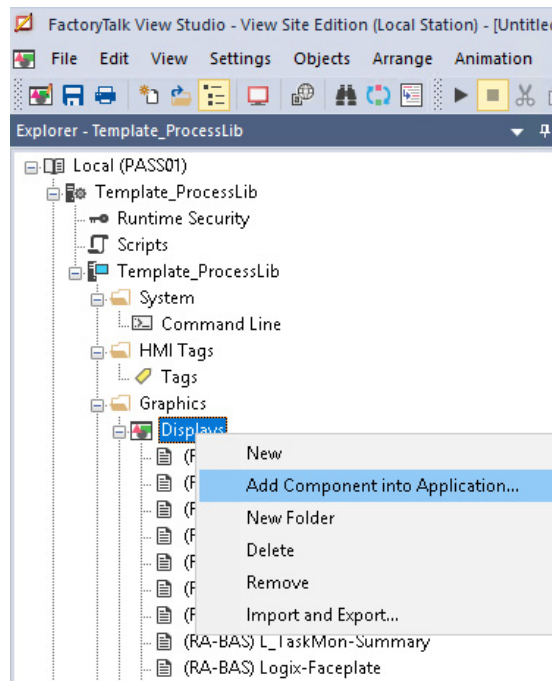 FactoryTalk View Studio - View Site Edition (Local Station) - [Untitle
File Edit View Settings Objects Arrange Animation
Explorer - Template_ProcessLib
Local (PASS01)
Template_ProcessLib
Runtime Security
Scripts
Template_ProcessLib
System
Command Line
HMI Tags
Tags
Graphics
Displays
New
Add Component into Application...
New Folder
Delete
Remove
Import and Export...
(RA-BAS) L_TaskMon-Summary
(RA-BAS) Logix-Faceplate